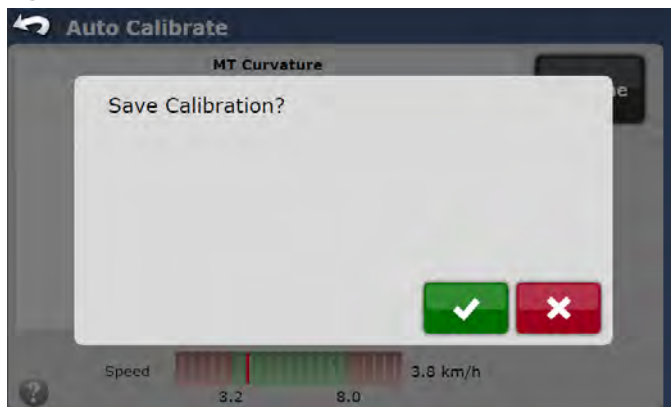 Auto Calibrate
MT Curvature
Save Calibration?
Speed
3.8 km/h
3.2 8.0
?